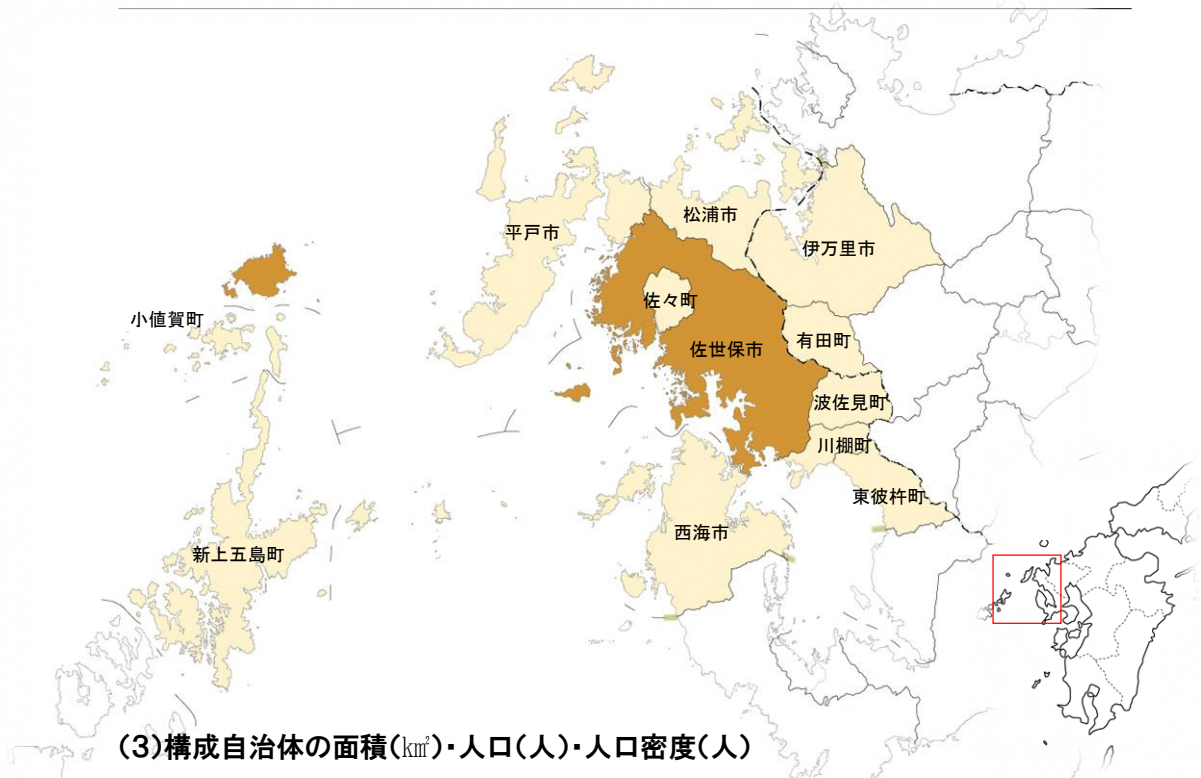 松浦市
平戸市
伊万里市
佐々町
小値賀町
有田町
佐世保市
波佐見町
川棚町
東彼杵町
西海市
新上五島町
(3)構成自治体の面積(㎢)・人口(人)・人口密度(人)